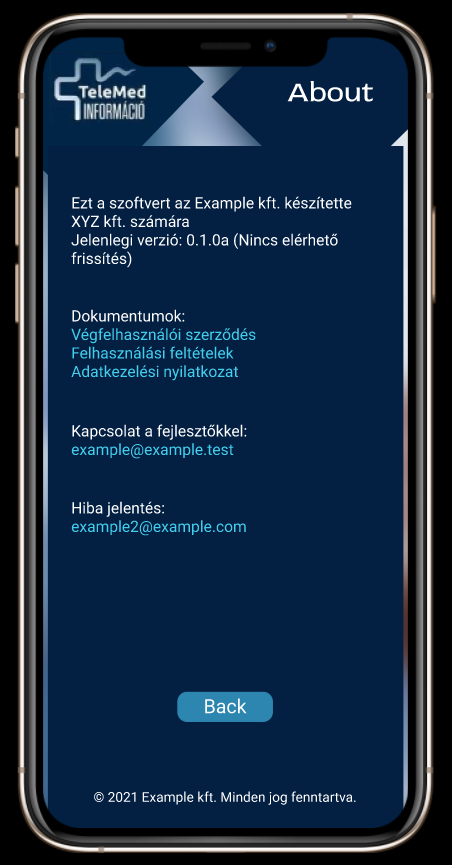 TeleMed
INFORMÁCIÓ
About
Ezt a szoftvert az Example kft. készítette
XYZ kft. számára
Jelenlegi verzió: 0.1.0a (Nincs elérhető
frissítés)
Dokumentumok:
Végfelhasználói szerződés
Felhasználási feltételek
Adatkezelési nyilatkozat
Kapcsolat a fejlesztőkkel:
example@example.test
Hiba jelentés:
example2@example.com
Back
© 2021 Example kft. Minden jog fenntartva.